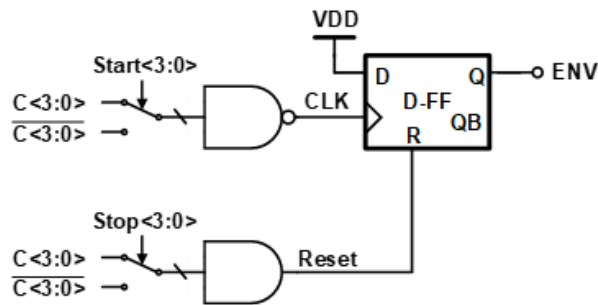 VDD
Start<3:0>
C<3:0>
C<3:0>
CLK
D
Q
ENV
D-FF
QB
R
Stop<3:0>
C<3:0>
C<3:0>
Reset